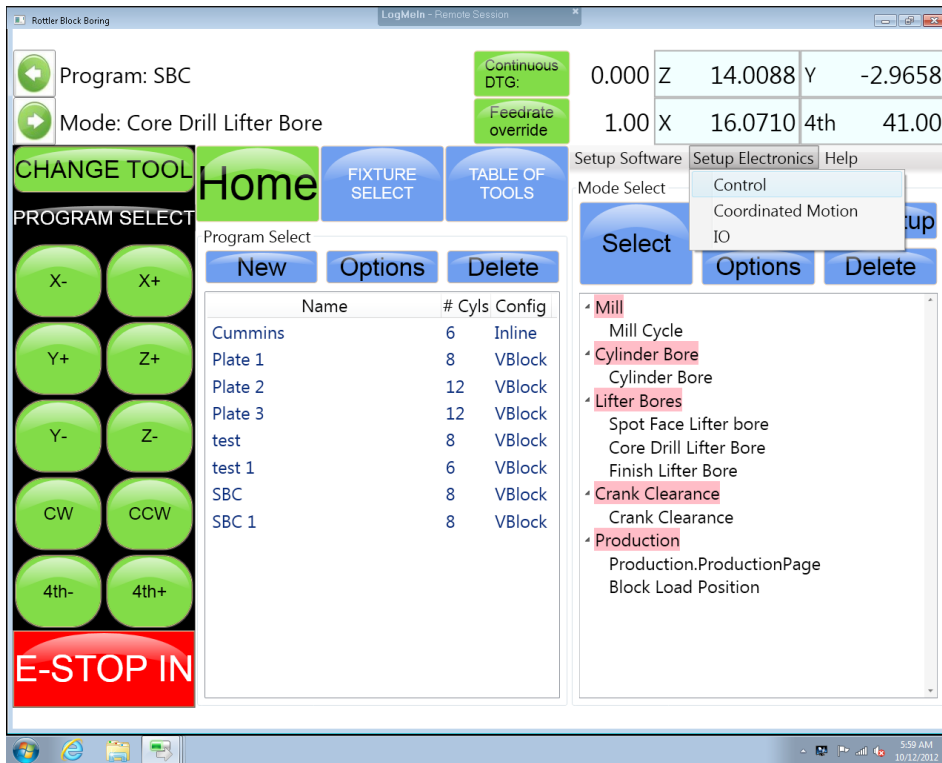 Rottler Block Boring
LogMeIn - Remote Session
Program: SBC
Continuous DTG:
0.000 Z 14.0088 Y -2.9658
Mode: Core Drill Lifter Bore
Feedrate override
1.00 X 16.0710 4th 41.00
CHANGE TOOL
PROGRAM SELECT
X- X+
Y+ Z+
Y- Z-
CW CCW
4th- 4th+
E-STOP IN
Home
FIXTURE SELECT
TABLE OF TOOLS
Program Select
New Options Delete
Name # Cyls Config
Cummins 6 Inline
Plate 1 8 VBlock
Plate 2 12 VBlock
Plate 3 12 VBlock
test 8 VBlock
test 1 6 VBlock
SBC 8 VBlock
SBC 1 8 VBlock
Setup Software Setup Electronics Help
Control
Coordinated Motion
IO
Mode Select
Select
up
Options Delete
Mill
Mill Cycle
Cylinder Bore
Cylinder Bore
Lifter Bores
Spot Face Lifter bore
Core Drill Lifter Bore
Finish Lifter Bore
Crank Clearance
Crank Clearance
Production
Production.ProductionPage
Block Load Position
5:59 AM
10/12/2012